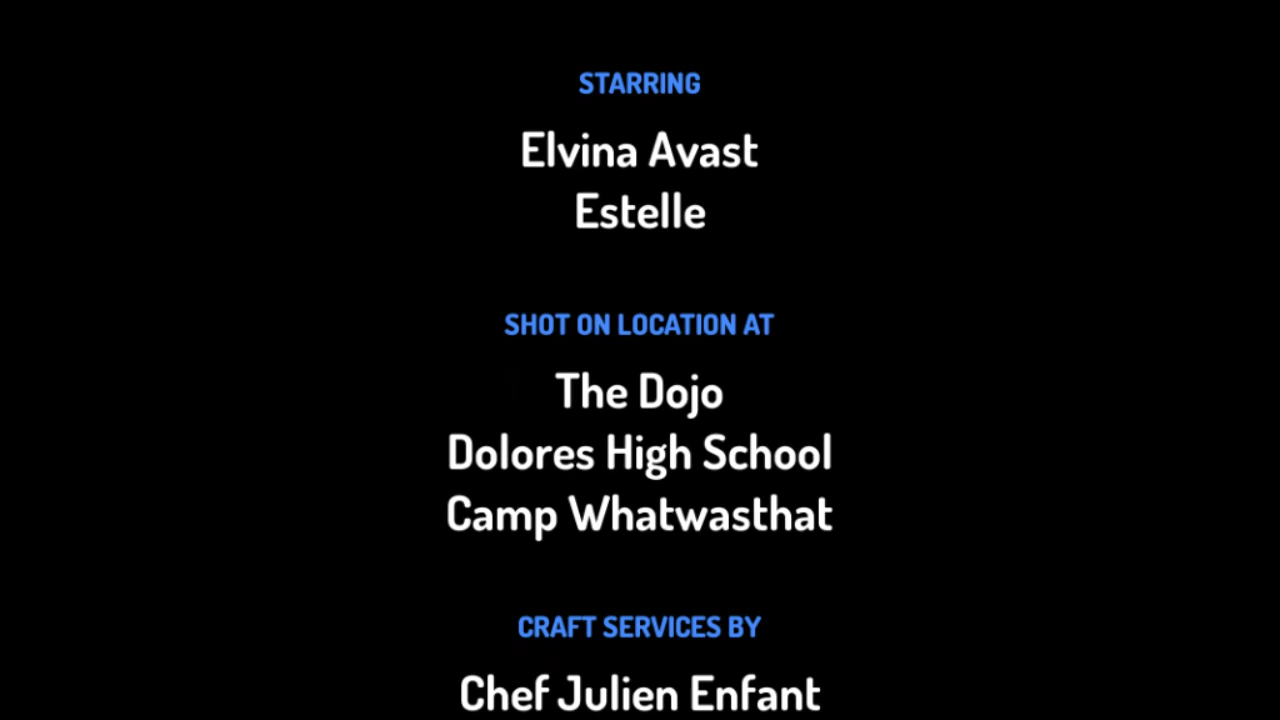 STARRING
Elvina Avast
Estelle
SHOT ON LOCATION AT
The Dojo
Dolores High School
Camp Whatwasthat
CRAFT SERVICES BY
Chef Julien Enfant